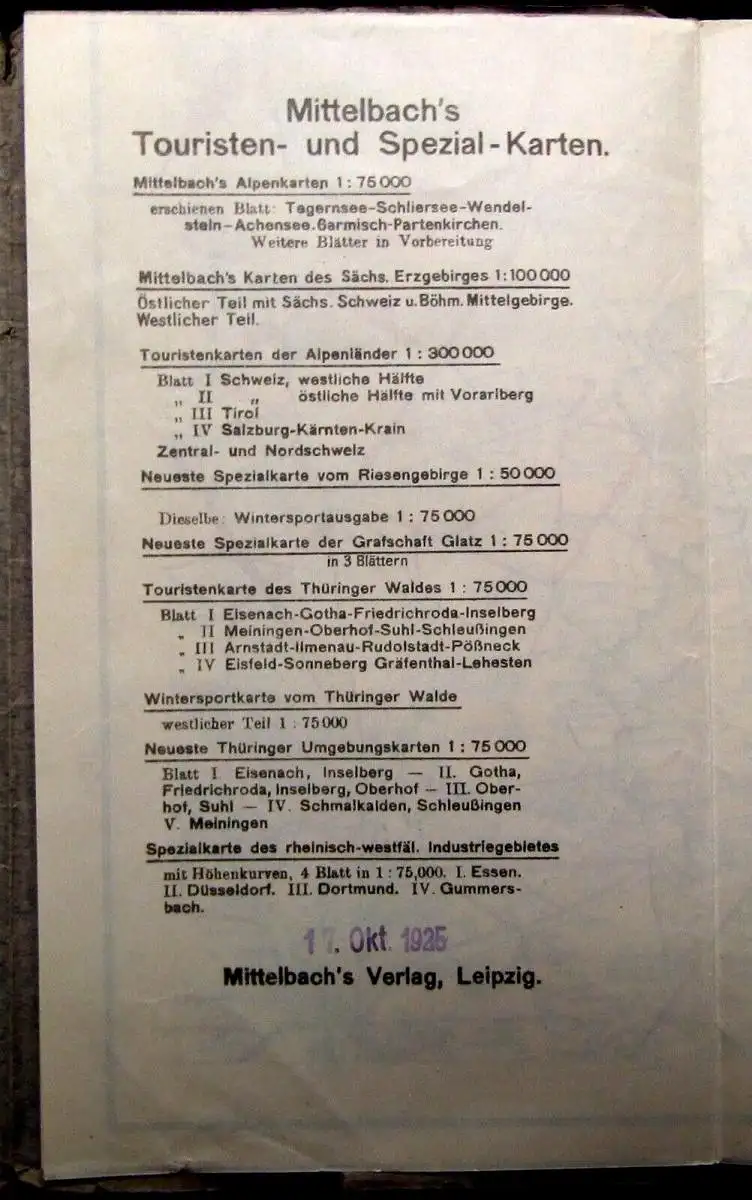 Mittelbach's
Touristen- und Spezial-Karten.
Mittelbach's Alpenkarten 1 : 75 000
erschienen Blatt: Tegernsee-Schliersee-Wendel-
stein-Achensee. Garmisch-Partenkirchen.
Weitere Blätter in Vorbereitung
Mittelbach's Karten des Sächs. Erzgebirges 1:100 000
Östlicher Teil mit Sächs. Schweiz u. Böhm. Mittelgebirge.
Westlicher Teil.
Touristenkarten der Alpenländer 1 : 300 000
Blatt I Schweiz, westliche Hälfte
„ II „ östliche Hälfte mit Vorarlberg
„ III Tirol
„ IV Salzburg-Kärnten-Krain
Zentral- und Nordschweiz
Neueste Spezialkarte vom Riesengebirge 1 : 50 000
Dieselbe: Wintersportausgabe 1 : 75 000
Neueste Spezialkarte der Grafschaft Glatz 1 : 75 000
in 3 Blättern
Touristenkarte des Thüringer Waldes 1 : 75 000
Blatt I Eisenach-Gotha-Friedrichroda-Inselberg
„ II Meiningen-Oberhof-Suhl-Schleußingen
„ III Arnstadt-Ilmenau-Rudolstadt-Pößneck
„ IV Eisfeld-Sonneberg Gräfenthal-Lehesten
Wintersportkarte vom Thüringer Walde
westlicher Teil 1 : 75 000
Neueste Thüringer Umgebungskarten 1 : 75 000
Blatt I. Eisenach, Inselberg — II. Gotha,
Friedrichroda, Inselberg, Oberhof — III. Ober-
hof, Suhl — IV. Schmalkalden, Schleußingen
V. Meiningen
Spezialkarte des rheinisch-westfäl. Industriegebietes
mit Höhenkurven, 4 Blatt in 1 : 75,000. I. Essen.
II. Düsseldorf. III. Dortmund. IV. Gummers-
bach.
17. Okt. 1925
Mittelbach's Verlag, Leipzig.